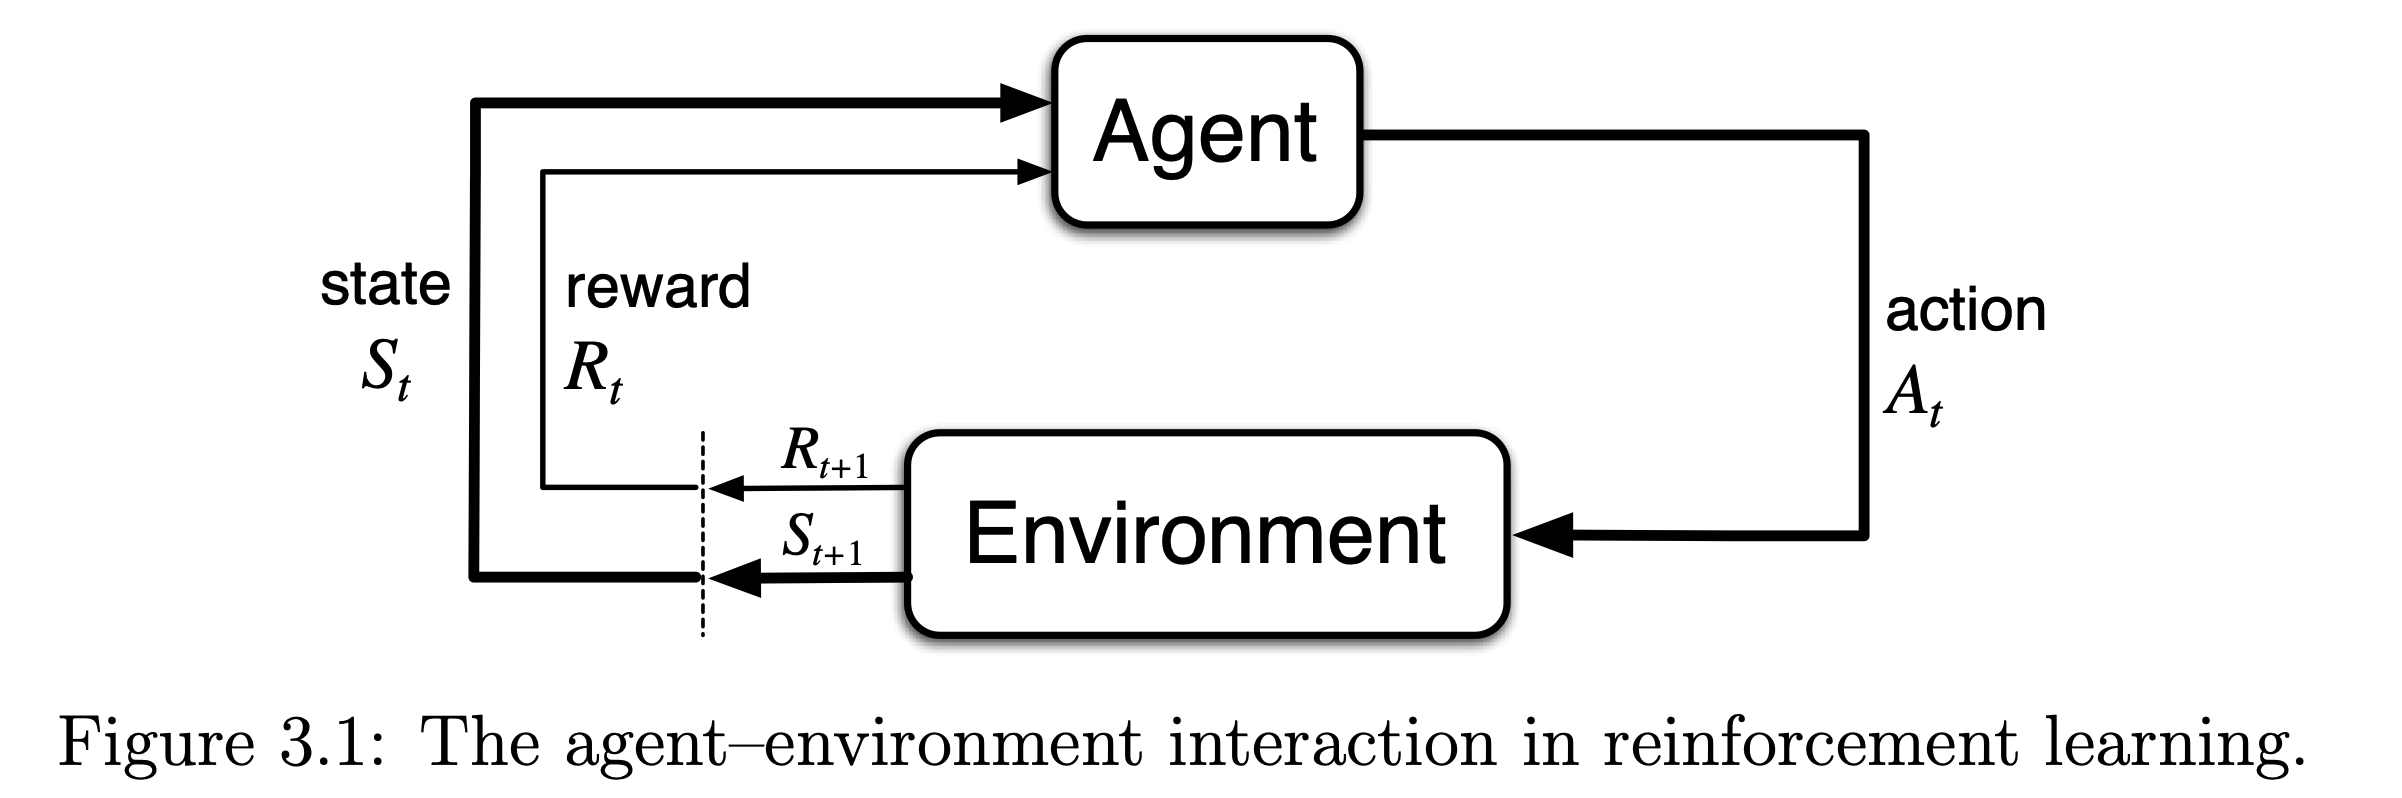 Agent
state
reward
action
S_t
R_t
A_t
R_{t+1}
S_{t+1}
Environment
Figure 3.1: The agent–environment interaction in reinforcement learning.